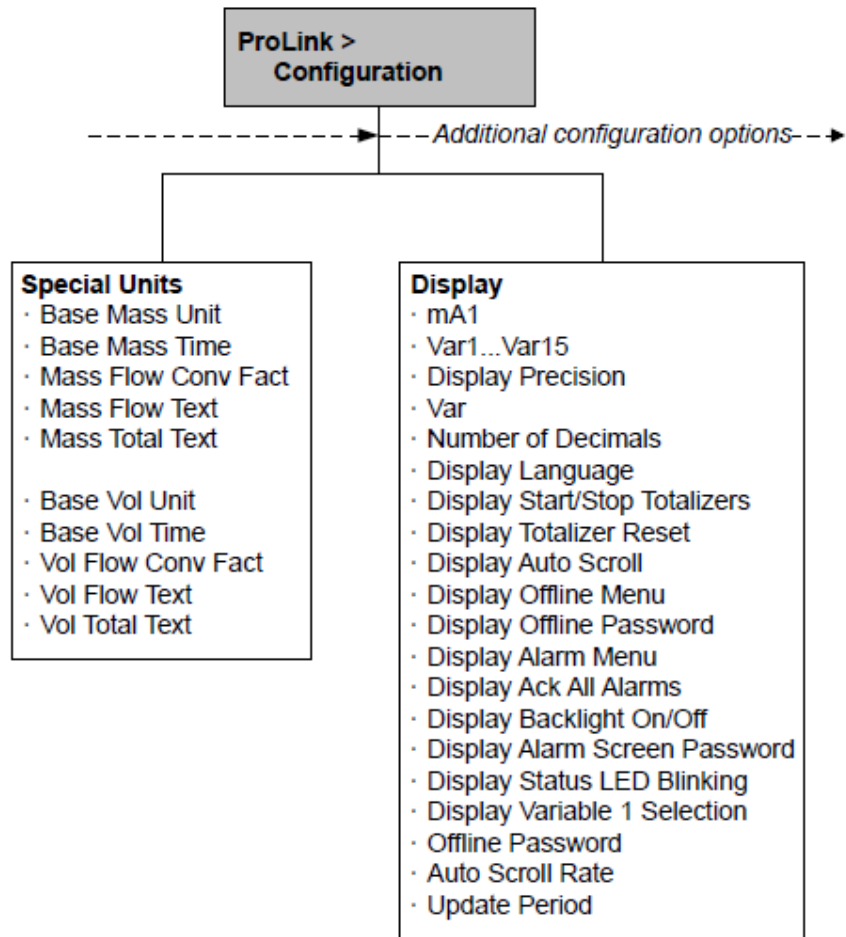 ProLink >
Configuration
Additional configuration options
Special Units
· Base Mass Unit
· Base Mass Time
· Mass Flow Conv Fact
· Mass Flow Text
· Mass Total Text
· Base Vol Unit
· Base Vol Time
· Vol Flow Conv Fact
· Vol Flow Text
· Vol Total Text
Display
· mA1
· Var1...Var15
· Display Precision
· Var
· Number of Decimals
· Display Language
· Display Start/Stop Totalizers
· Display Totalizer Reset
· Display Auto Scroll
· Display Offline Menu
· Display Offline Password
· Display Alarm Menu
· Display Ack All Alarms
· Display Backlight On/Off
· Display Alarm Screen Password
· Display Status LED Blinking
· Display Variable 1 Selection
· Offline Password
· Auto Scroll Rate
· Update Period